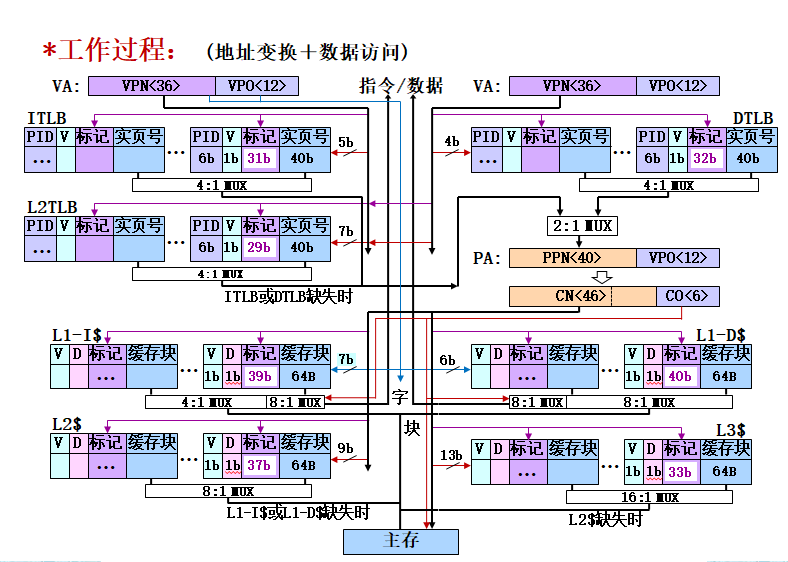 *工作过程： (地址变换＋数据访问)
VA: VPN<36> VPO<12> 指令/数据 VA: VPN<36> VPO<12>
ITLB DTLB
PID V 标记 实页号 PID V 标记 实页号 5b 4b PID V 标记 实页号 PID V 标记 实页号
… … 6b 1b 31b 40b … … 6b 1b 32b 40b
4:1 MUX 4:1 MUX
L2TLB
PID V 标记 实页号 PID V 标记 实页号 7b 2:1 MUX
… … 6b 1b 29b 40b
PA: PPN<40> VPO<12>
4:1 MUX
ITLB或DTLB缺失时 CN<46> CO<6>
L1-I$ L1-D$
V D 标记 缓存块 V D 标记 缓存块 7b 6b V D 标记 缓存块 V D 标记 缓存块
… … 1b 1b 39b 64B … … 1b 1b 40b 64B
4:1 MUX 8:1 MUX 字 8:1 MUX 8:1 MUX
L2$ 块 L3$
V D 标记 缓存块 V D 标记 缓存块 9b 13b V D 标记 缓存块 V D 标记 缓存块
… … 1b 1b 37b 64B … … 1b 1b 33b 64B
8:1 MUX 16:1 MUX
L1-I$或L1-D$缺失时 L2$缺失时
主存